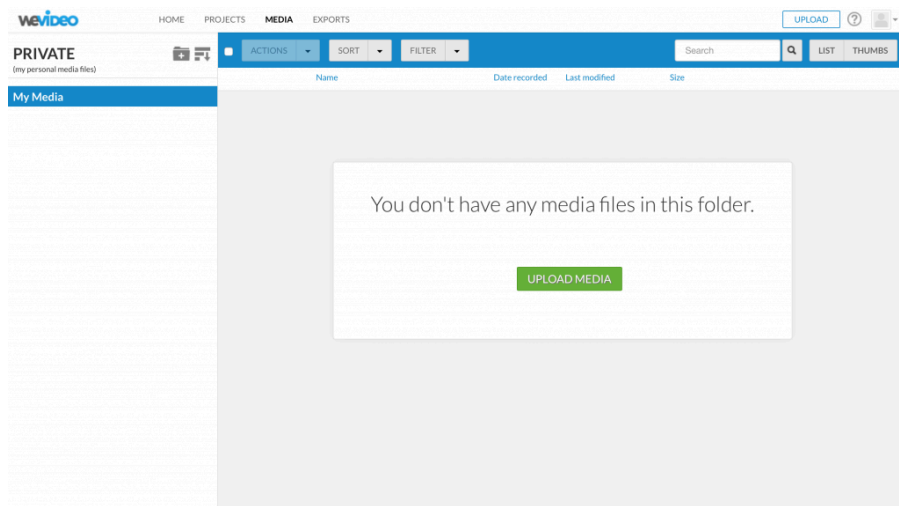 WeVideo HOME PROJECTS MEDIA EXPORTS UPLOAD ?
PRIVATE
(my personal media files)
ACTIONS SORT FILTER Search LIST THUMBS
Name Date recorded Last modified Size
My Media
You don't have any media files in this folder.
UPLOAD MEDIA